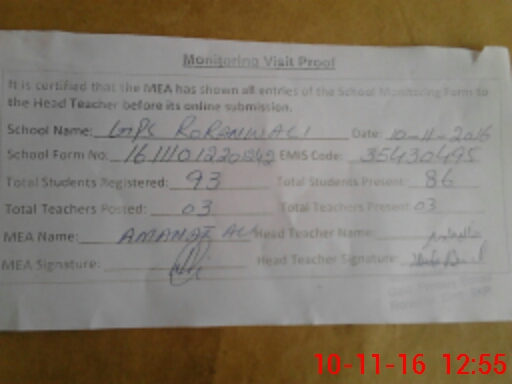 Monitoring Visit Proof
It is certified that the MEA has shown all entries of the School Monitoring Form to
the Head Teacher before its online submission.
School Name: GPS RORANWALI Date: 10-11-2016
School Form No: EMIS Code: 35430495
Total Students Registered: 93 Total Students Present: 86
Total Teachers Posted: 03 Total Teachers Present: 03
MEA Name: AMANAT ALI Head Teacher Name:
MEA Signature: Head Teacher Signature:
10-11-16 12:55